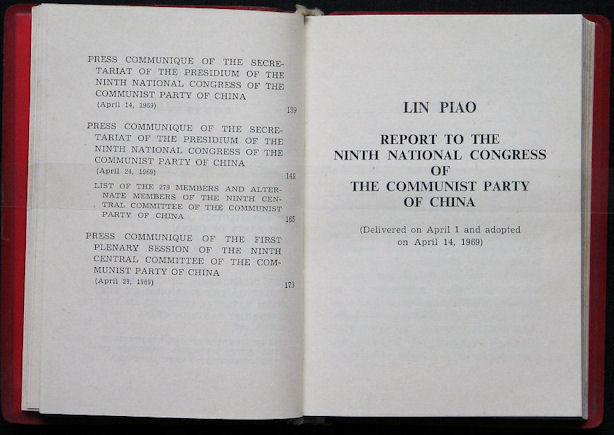 PRESS COMMUNIQUE OF THE SECRE-
TARIAT OF THE PRESIDIUM OF THE
NINTH NATIONAL CONGRESS OF THE
COMMUNIST PARTY OF CHINA
(April 14, 1969) 139
PRESS COMMUNIQUE OF THE SECRE-
TARIAT OF THE PRESIDIUM OF THE
NINTH NATIONAL CONGRESS OF THE
COMMUNIST PARTY OF CHINA
(April 24, 1969) 149
LIST OF THE 279 MEMBERS AND ALTER-
NATE MEMBERS OF THE NINTH CEN-
TRAL COMMITTEE OF THE COMMUNIST
PARTY OF CHINA 165
PRESS COMMUNIQUE OF THE FIRST
PLENARY SESSION OF THE NINTH
CENTRAL COMMITTEE OF THE COM-
MUNIST PARTY OF CHINA
(April 28, 1969) 173
LIN PIAO
REPORT TO THE
NINTH NATIONAL CONGRESS
OF
THE COMMUNIST PARTY
OF CHINA
(Delivered on April 1 and adopted
on April 14, 1969)